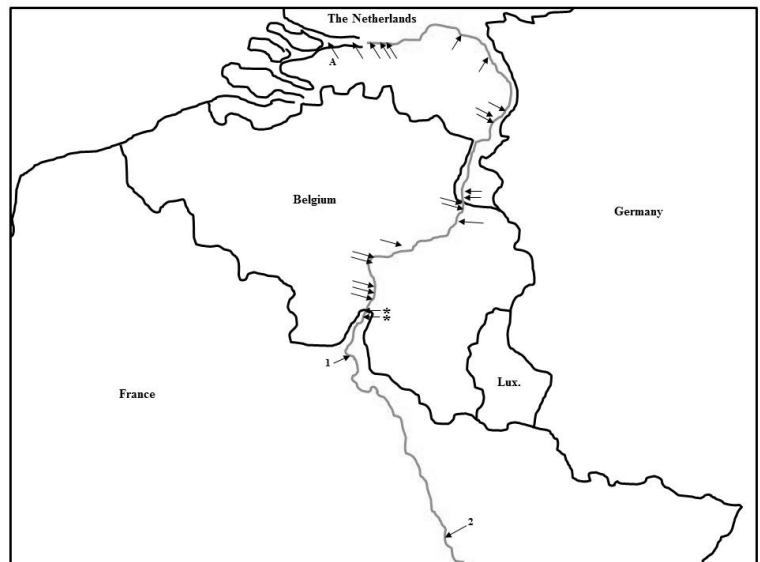 The Netherlands
A
Belgium
Germany
*
*
1
France
Lux.
2